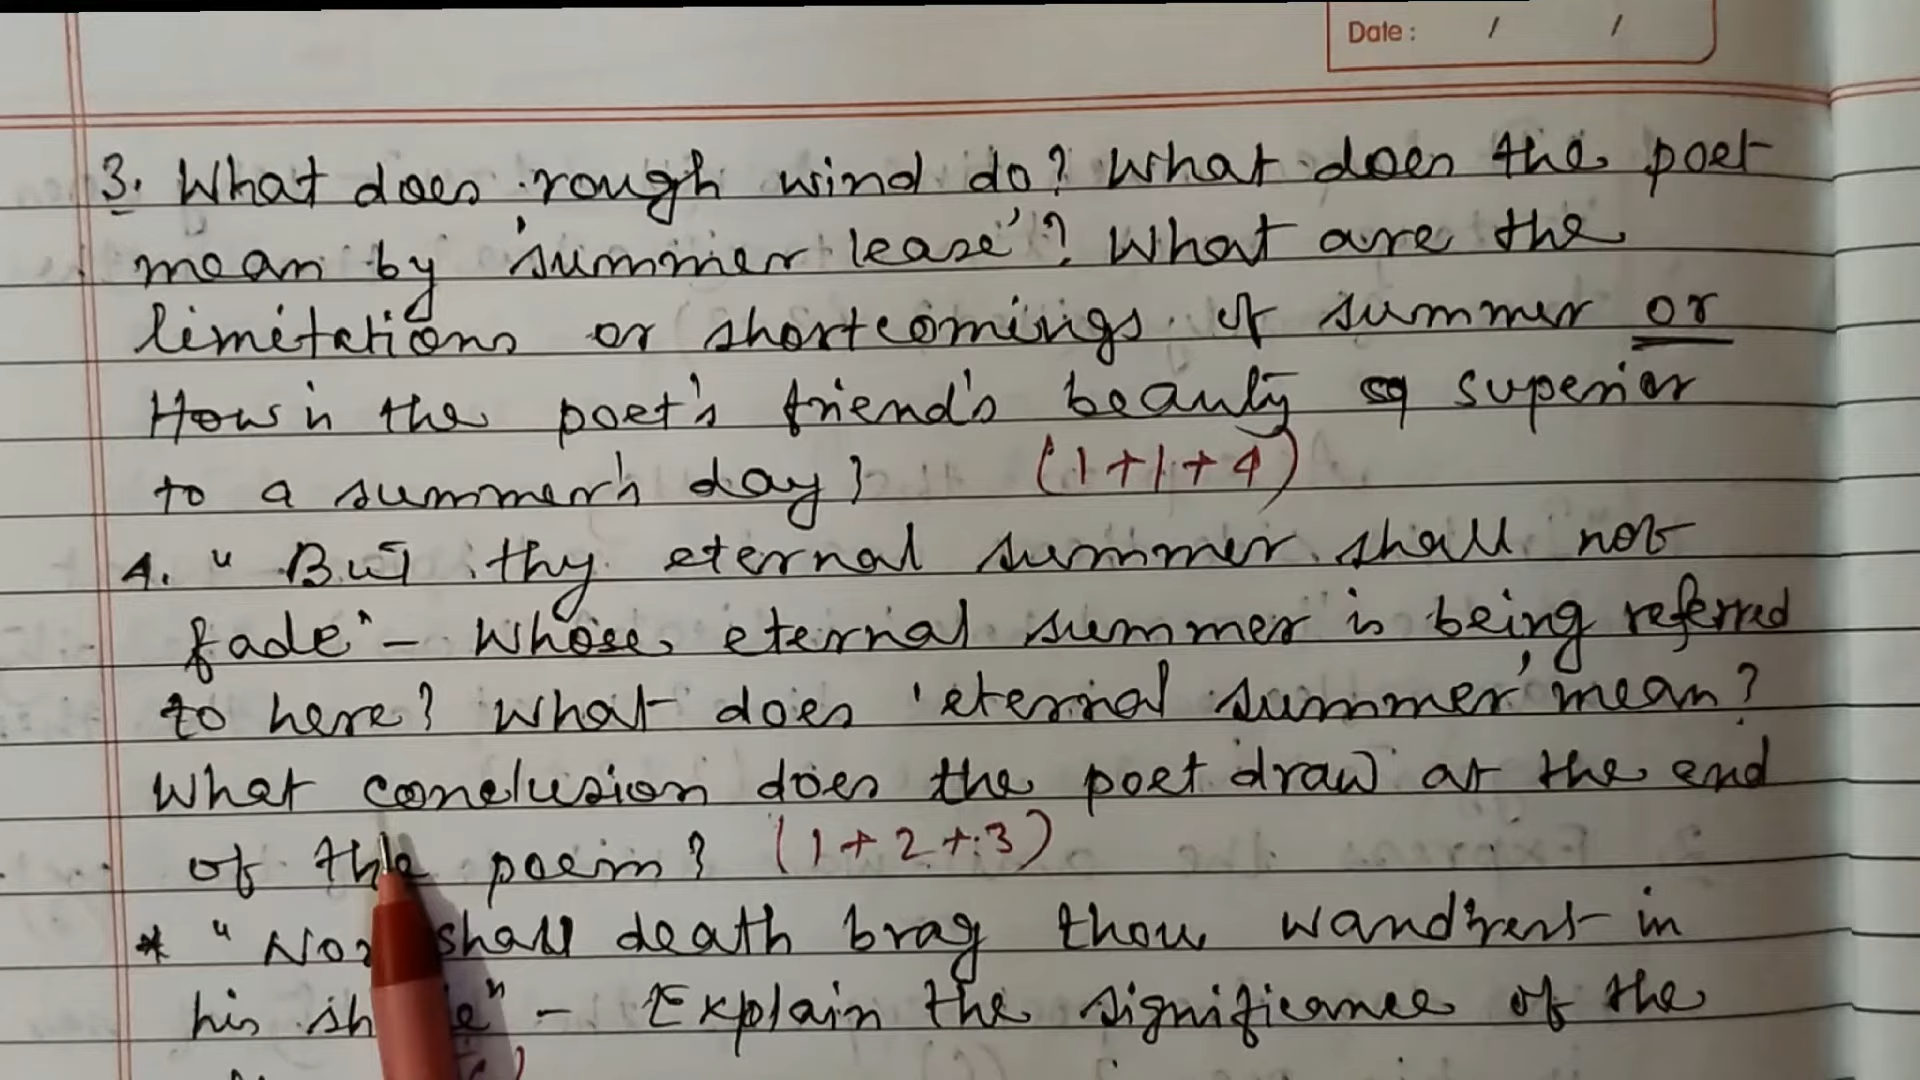 Date: / /
3. What does rough wind do? What does the poet
mean by 'summer lease'? What are the
limitations or shortcomings of summer or
How is the poet's friend's beauty superior
to a summer's day? (1+1+4)
4. "But thy eternal summer shall not
fade" - Whose eternal summer is being referred
to here? What does 'eternal summer' mean?
What conclusion does the poet draw at the end
of the poem? (1+2+3)
* "Nor shall death brag thou wand'rest in
his - Explain the significance of the